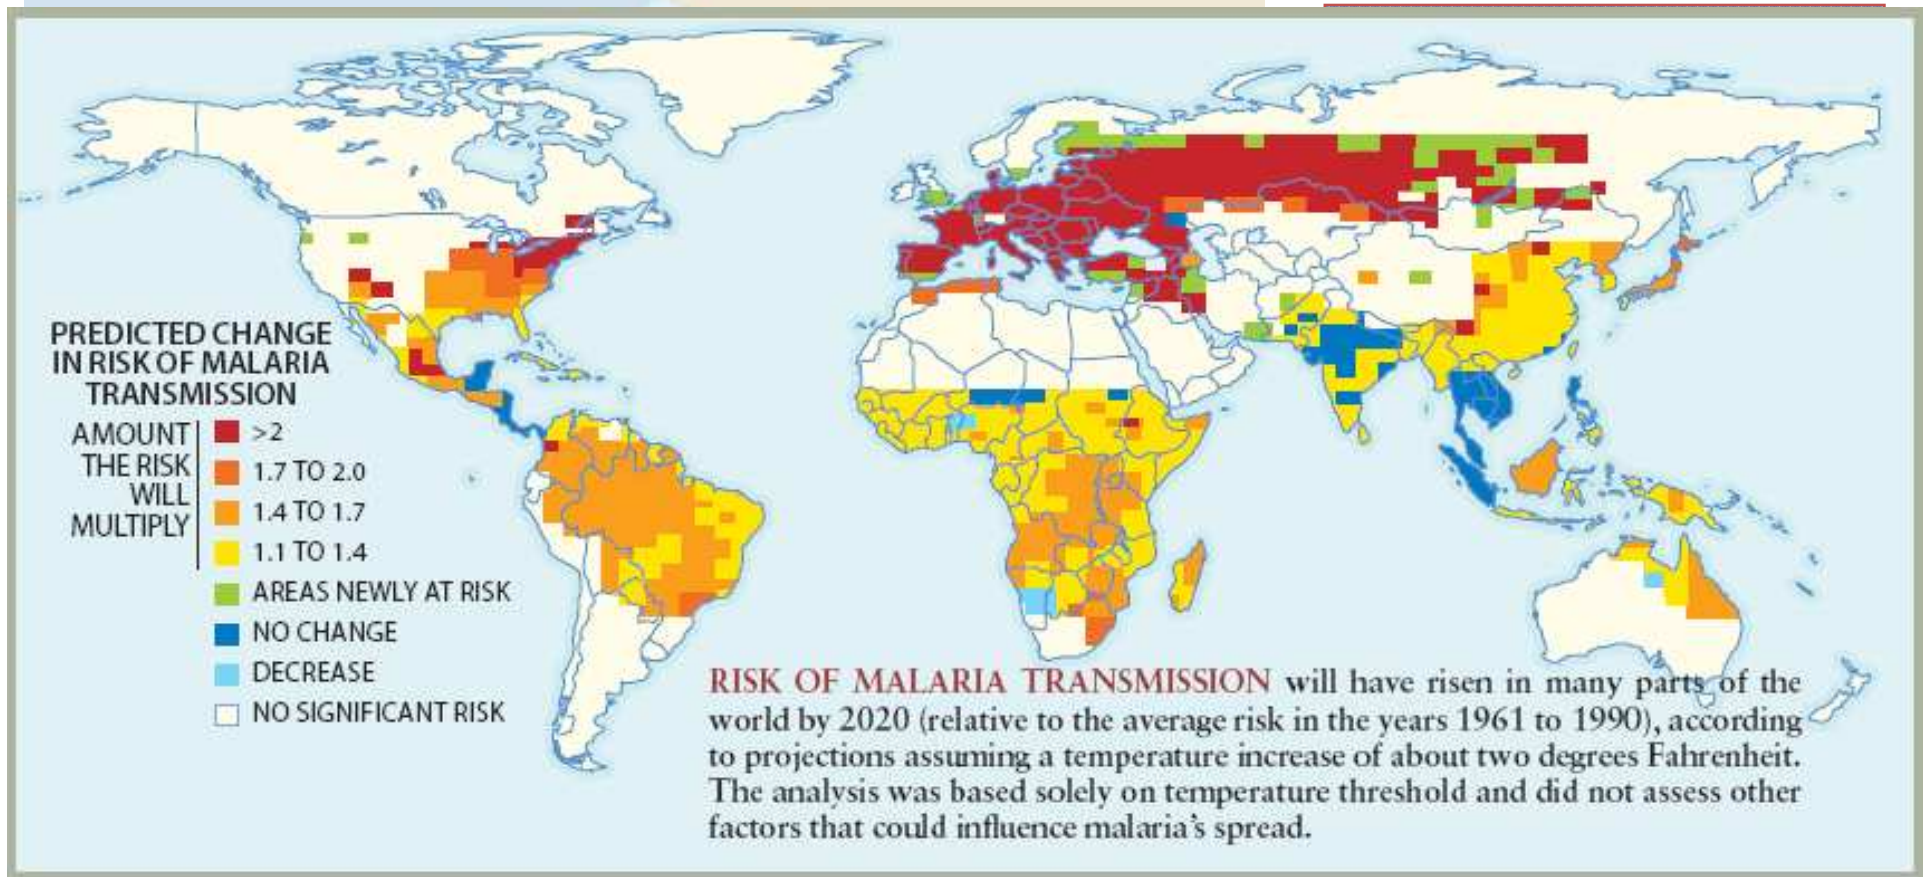 PREDICTED CHANGE
IN RISK OF MALARIA
TRANSMISSION
AMOUNT
THE RISK
WILL
MULTIPLY
>2
1.7 TO 2.0
1.4 TO 1.7
1.1 TO 1.4
AREAS NEWLY AT RISK
NO CHANGE
DECREASE
NO SIGNIFICANT RISK
RISK OF MALARIA TRANSMISSION will have risen in many parts of the
world by 2020 (relative to the average risk in the years 1961 to 1990), according
to projections assuming a temperature increase of about two degrees Fahrenheit.
The analysis was based solely on temperature threshold and did not assess other
factors that could influence malaria's spread.